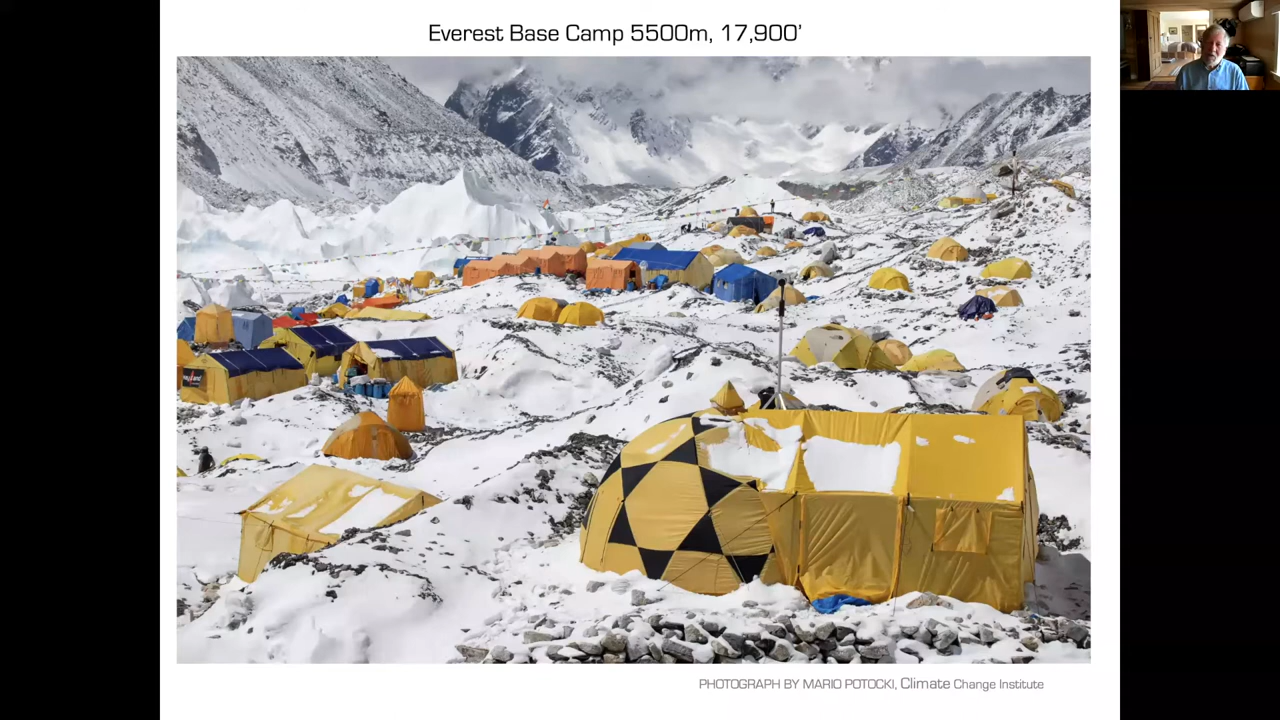 Everest Base Camp 5500m, 17,900’
PHOTOGRAPH BY MARIO POTOCKI, Climate Change Institute